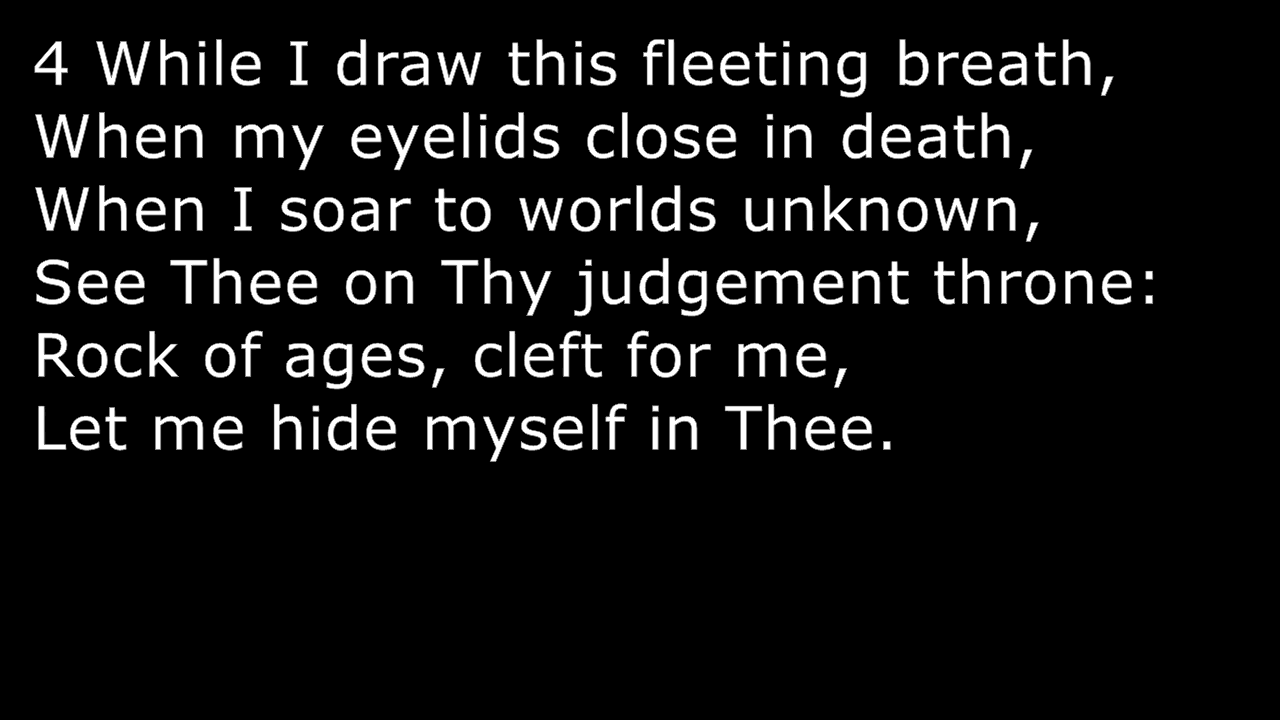 4 While I draw this fleeting breath,
When my eyelids close in death,
When I soar to worlds unknown,
See Thee on Thy judgement throne:
Rock of ages, cleft for me,
Let me hide myself in Thee.